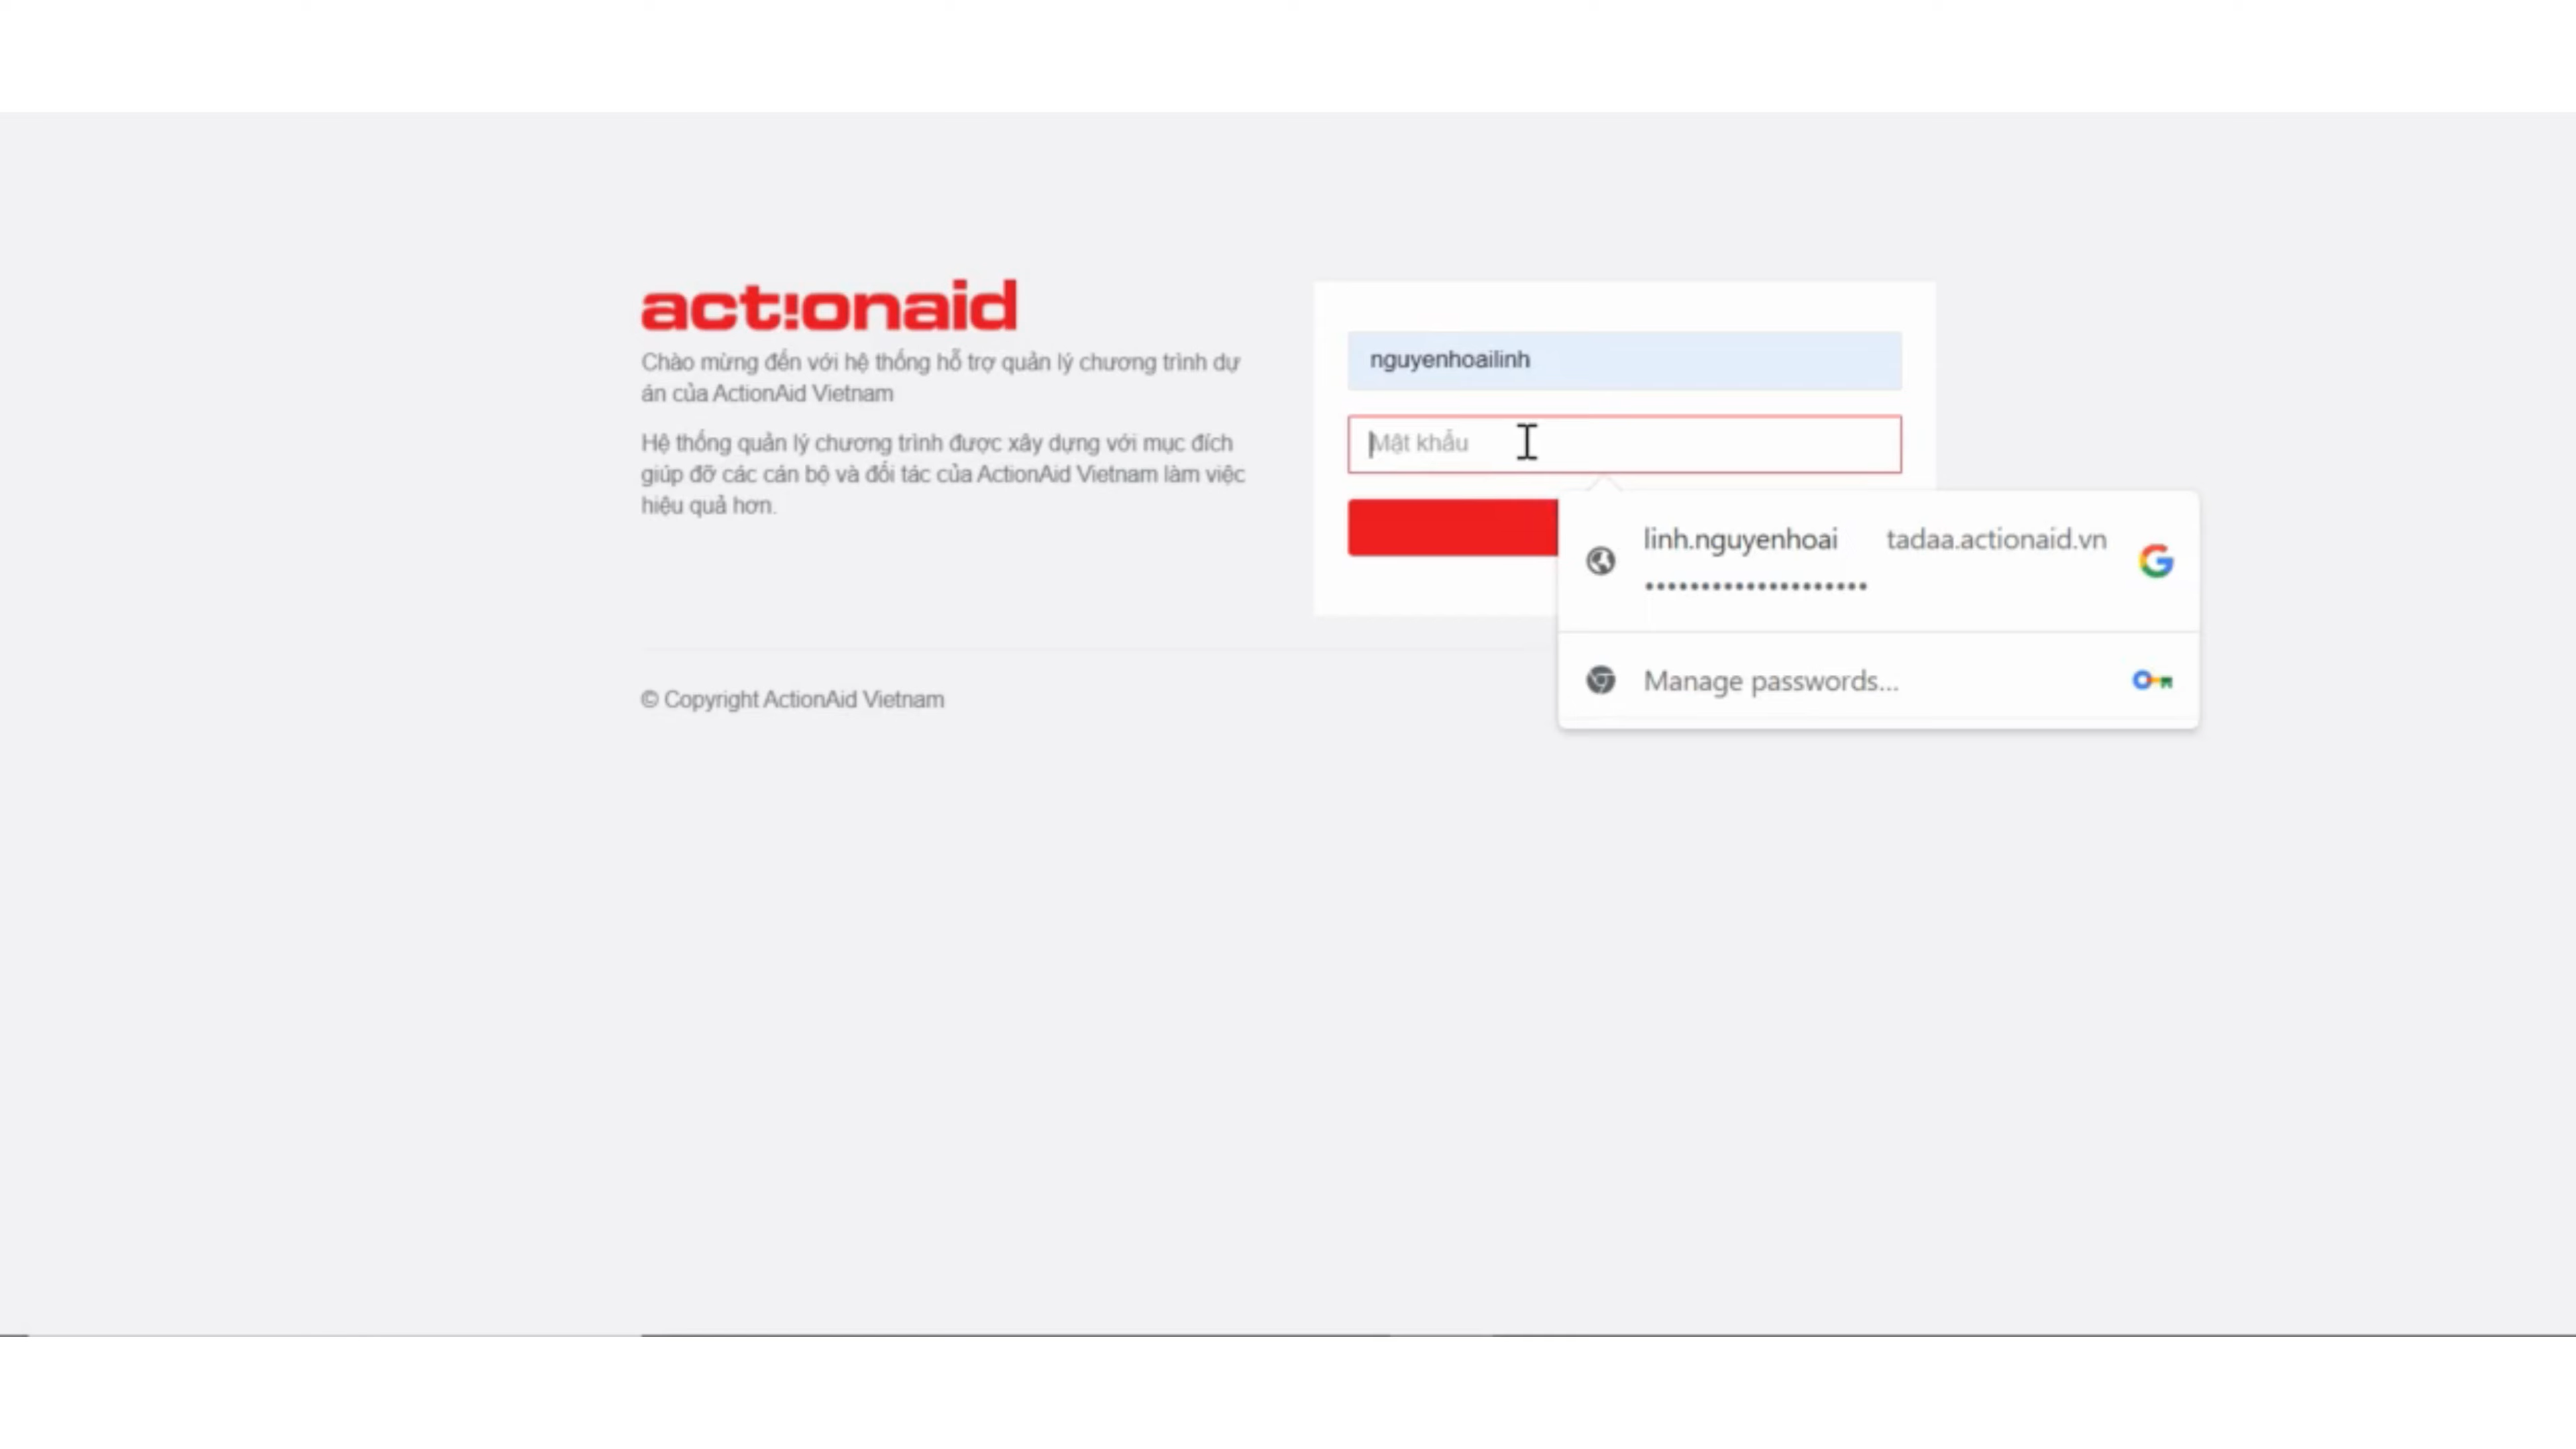 act!onaid
Chào mừng đến với hệ thống hỗ trợ quản lý chương trình dự
án của ActionAid Vietnam
Hệ thống quản lý chương trình được xây dựng với mục đích
giúp đỡ các cán bộ và đối tác của ActionAid Vietnam làm việc
hiệu quả hơn.
nguyenhoailinh
Mật khẩu
linh.nguyenhoai tadaa.actionaid.vn
••••••••••••••••••••
Manage passwords...
© Copyright ActionAid Vietnam